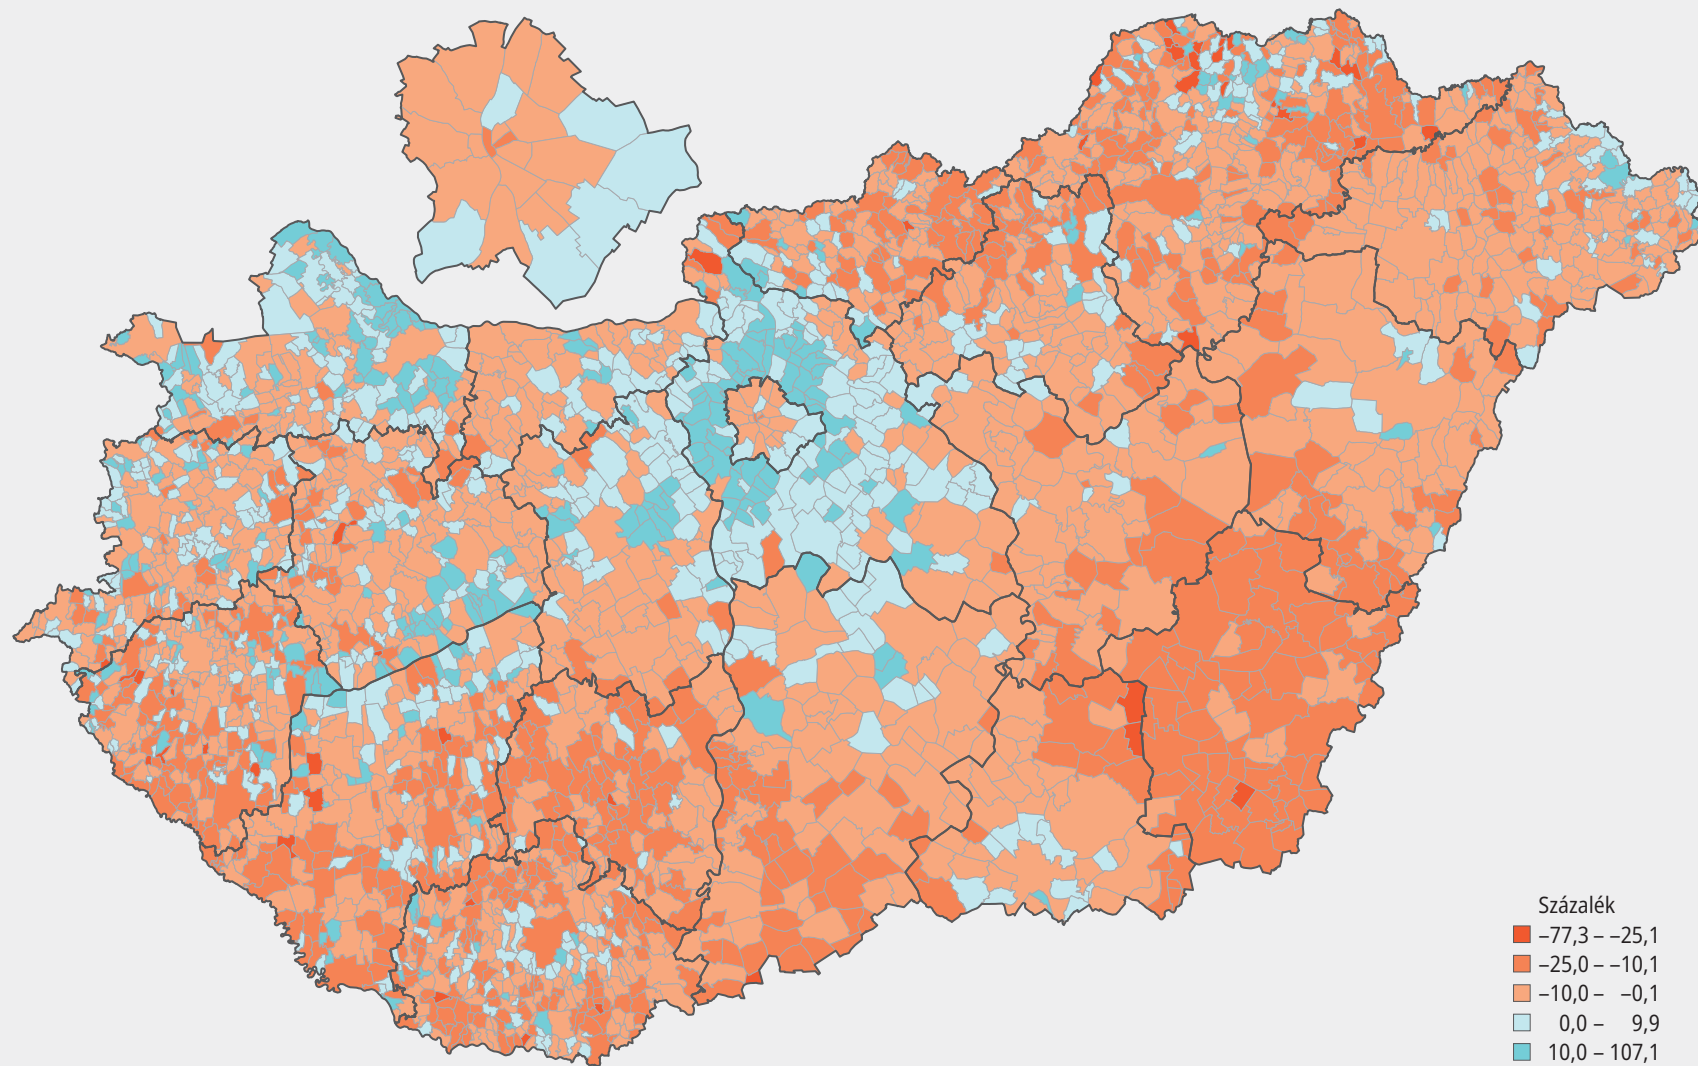 Százalék
–77,3 – –25,1
–25,0 – –10,1
–10,0 – –0,1
0,0 – 9,9
10,0 – 107,1